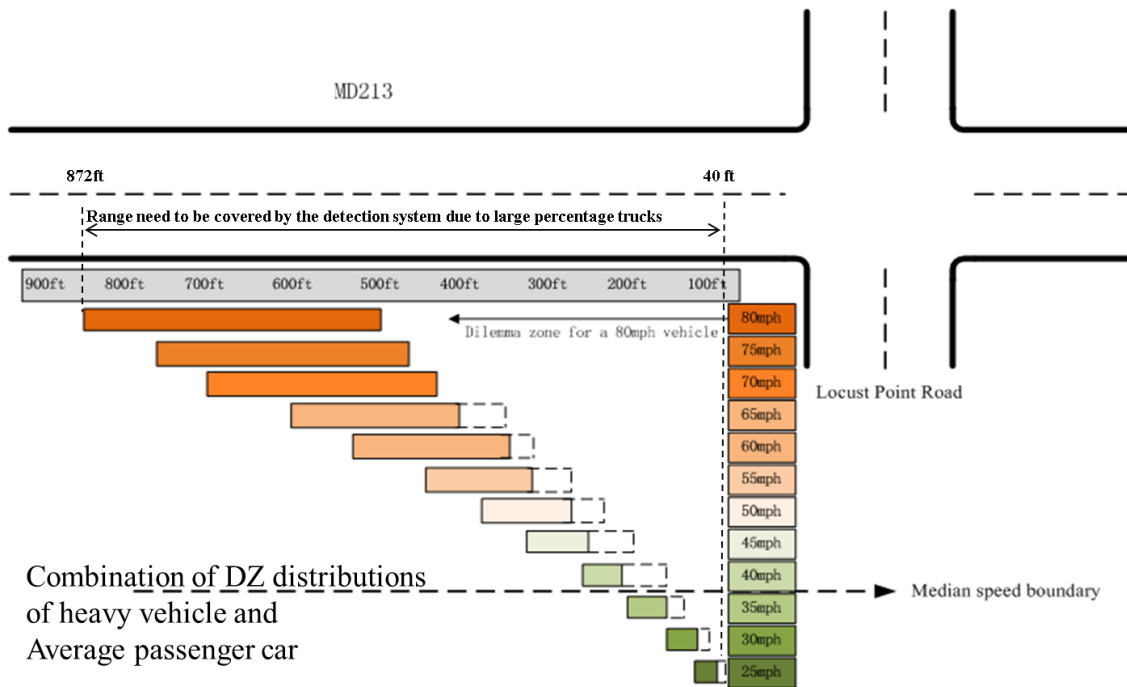 MD213
872ft
40 ft
Range need to be covered by the detection system due to large percentage trucks
900ft 800ft 700ft 600ft 500ft 400ft 300ft 200ft 100ft
80mph
Dilemma zone for a 80mph vehicle
75mph
70mph
Locust Point Road
65mph
60mph
55mph
50mph
45mph
40mph
Combination of DZ distributions
of heavy vehicle and
Average passenger car
Median speed boundary
35mph
30mph
25mph